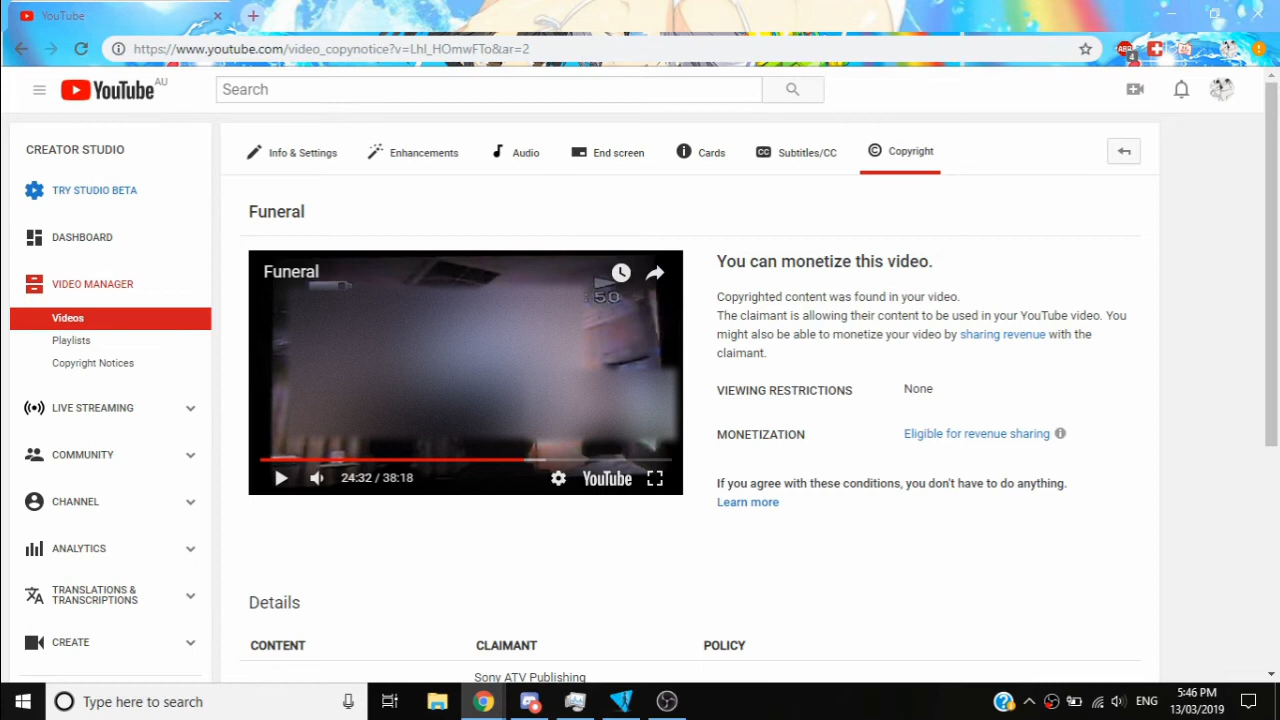 YouTube
https://www.youtube.com/video_copynotice?v=LhI_HOmwFTo&ar=2
YouTube AU
Search
CREATOR STUDIO
TRY STUDIO BETA
DASHBOARD
VIDEO MANAGER
Videos
Playlists
Copyright Notices
LIVE STREAMING
COMMUNITY
CHANNEL
ANALYTICS
TRANSLATIONS &
TRANSCRIPTIONS
CREATE
Info & Settings
Enhancements
Audio
End screen
Cards
CC Subtitles/CC
Copyright
Funeral
Funeral
:50
24:32 / 38:18
YouTube
You can monetize this video.
Copyrighted content was found in your video.
The claimant is allowing their content to be used in your YouTube video. You
might also be able to monetize your video by sharing revenue with the
claimant.
VIEWING RESTRICTIONS None
MONETIZATION Eligible for revenue sharing
If you agree with these conditions, you don't have to do anything.
Learn more
Details
CONTENT CLAIMANT POLICY
Sony ATV Publishing
Type here to search
ENG
5:46 PM
13/03/2019